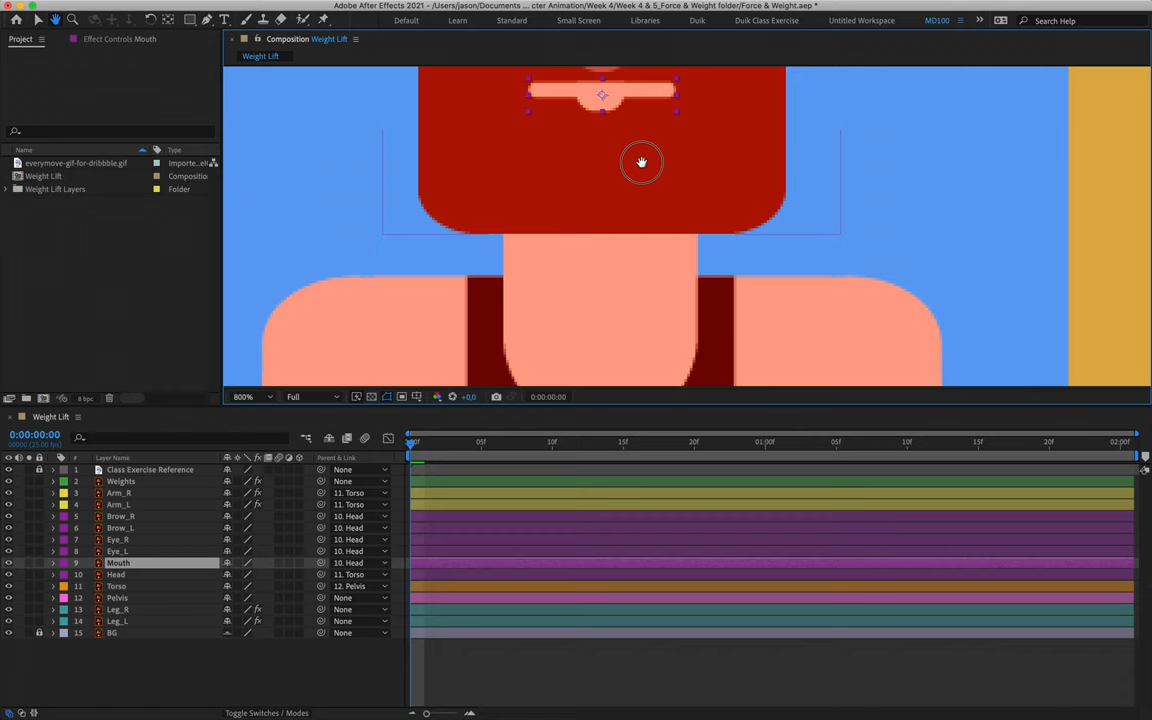 Adobe After Effects 2021 - /Users/jason/Documents ... cter Animation/Week 4/Week 4 & 5_Force & Weight folder/Force & Weight.aep *
Default Learn Standard Small Screen Libraries Duik Duik Class Exercise Untitled Workspace MD100 » Search Help
Project Effect Controls Mouth × Composition Weight Lift
Weight Lift
Name Type
everymove-gif-for-dribbble.gif Importe...eli
Weight Lift Compositio
Weight Lift Layers Folder
8 bpc 800% Full +0,0 0:00:00:00
× Weight Lift
0:00:00:00
00000 (25.00 fps)
:00f 05f 10f 15f 20f 01:00f 05f 10f 15f 20f 02:00f
# Layer Name Parent & Link
1 Class Exercise Reference None
2 Weights None
3 Arm_R 11. Torso
4 Arm_L 11. Torso
5 Brow_R 10. Head
6 Brow_L 10. Head
7 Eye_R 10. Head
8 Eye_L 10. Head
9 Mouth 10. Head
10 Head 11. Torso
11 Torso 12. Pelvis
12 Pelvis None
13 Leg_R None
14 Leg_L None
15 BG None
Toggle Switches / Modes